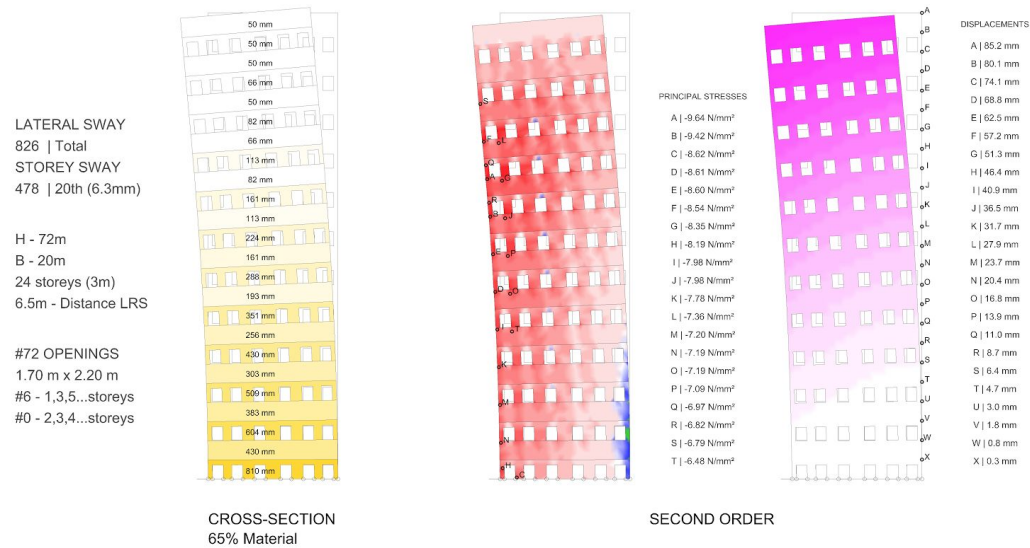 LATERAL SWAY
826 | Total
STOREY SWAY
478 | 20th (6.3mm)
H - 72m
B - 20m
24 storeys (3m)
6.5m - Distance LRS
#72 OPENINGS
1.70 m x 2.20 m
#6 - 1,3,5...storeys
#0 - 2,3,4...storeys
50 mm
50 mm
50 mm
66 mm
50 mm
82 mm
66 mm
113 mm
82 mm
161 mm
113 mm
224 mm
161 mm
288 mm
193 mm
351 mm
256 mm
430 mm
303 mm
509 mm
383 mm
604 mm
430 mm
810 mm
CROSS-SECTION
65% Material
S
F L
Q
A G
R
B J
E P
D O
I T
K
M
N
H
C
PRINCIPAL STRESSES
A | -9.64 N/mm²
B | -9.42 N/mm²
C | -8.62 N/mm²
D | -8.61 N/mm²
E | -8.60 N/mm²
F | -8.54 N/mm²
G | -8.35 N/mm²
H | -8.19 N/mm²
I | -7.98 N/mm²
J | -7.98 N/mm²
K | -7.78 N/mm²
L | -7.36 N/mm²
M | -7.20 N/mm²
N | -7.19 N/mm²
O | -7.19 N/mm²
P | -7.09 N/mm²
Q | -6.97 N/mm²
R | -6.82 N/mm²
S | -6.79 N/mm²
T | -6.48 N/mm²
SECOND ORDER
A
B
C
D
E
F
G
H
I
J
K
L
M
N
O
P
Q
R
S
T
U
V
W
X
DISPLACEMENTS
A | 85.2 mm
B | 80.1 mm
C | 74.1 mm
D | 68.8 mm
E | 62.5 mm
F | 57.2 mm
G | 51.3 mm
H | 46.4 mm
I | 40.9 mm
J | 36.5 mm
K | 31.7 mm
L | 27.9 mm
M | 23.7 mm
N | 20.4 mm
O | 16.8 mm
P | 13.9 mm
Q | 11.0 mm
R | 8.7 mm
S | 6.4 mm
T | 4.7 mm
U | 3.0 mm
V | 1.8 mm
W | 0.8 mm
X | 0.3 mm